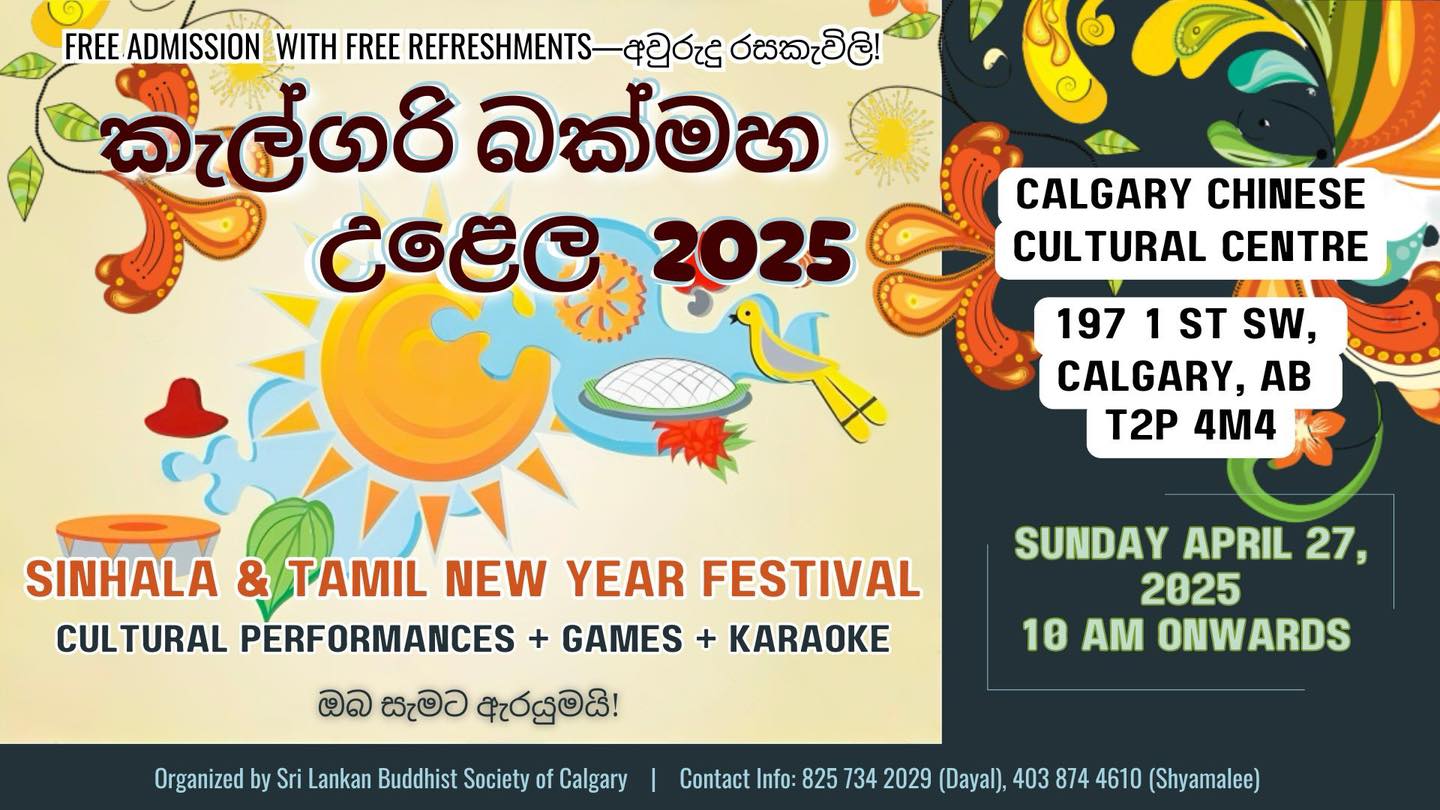 FREE ADMISSION WITH FREE REFRESHMENTS—අවුරුදු රසකැවිලි!
කැල්ගරි බක්මහ
උළෙල 2025
SINHALA & TAMIL NEW YEAR FESTIVAL
CULTURAL PERFORMANCES + GAMES + KARAOKE
ඔබ සැමට ඇරයුමයි!
CALGARY CHINESE
CULTURAL CENTRE
197 1 ST SW,
CALGARY, AB
T2P 4M4
SUNDAY APRIL 27,
2025
10 AM ONWARDS
Organized by Sri Lankan Buddhist Society of Calgary | Contact Info: 825 734 2029 (Dayal), 403 874 4610 (Shyamalee)